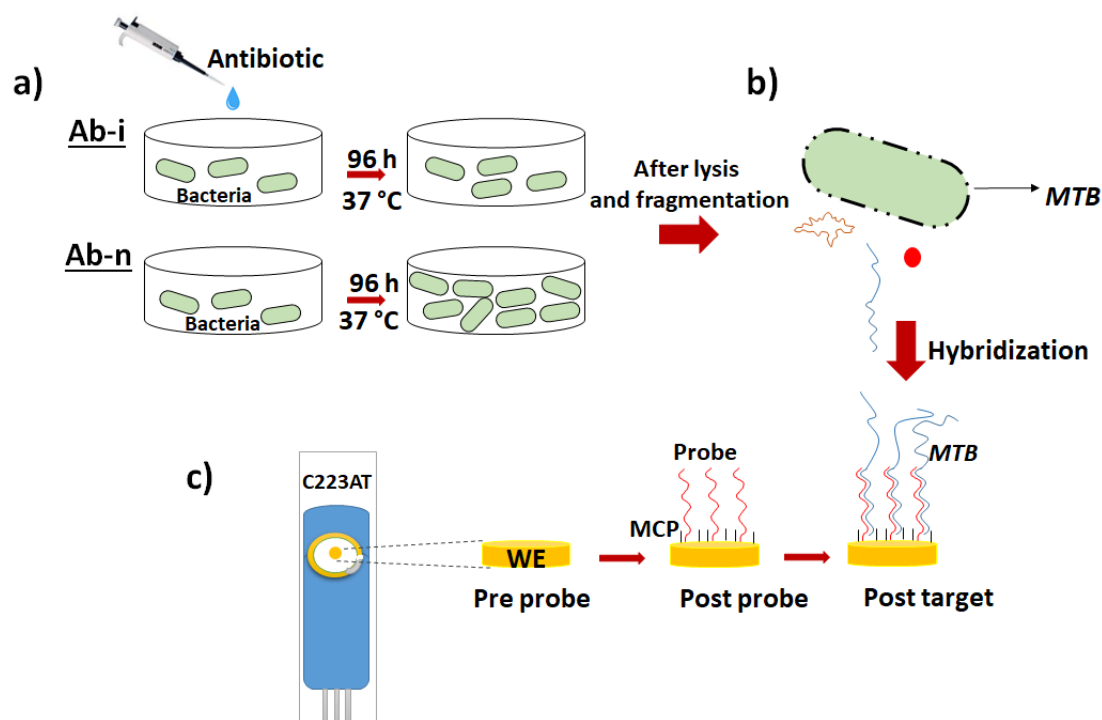 a)
Antibiotic
Ab-i
Bacteria
96 h
37 °C
Ab-n
Bacteria
96 h
37 °C
After lysis
and fragmentation
b)
MTB
Hybridization
c)
C223AT
WE
Pre probe
Probe
MCP
Post probe
MTB
Post target